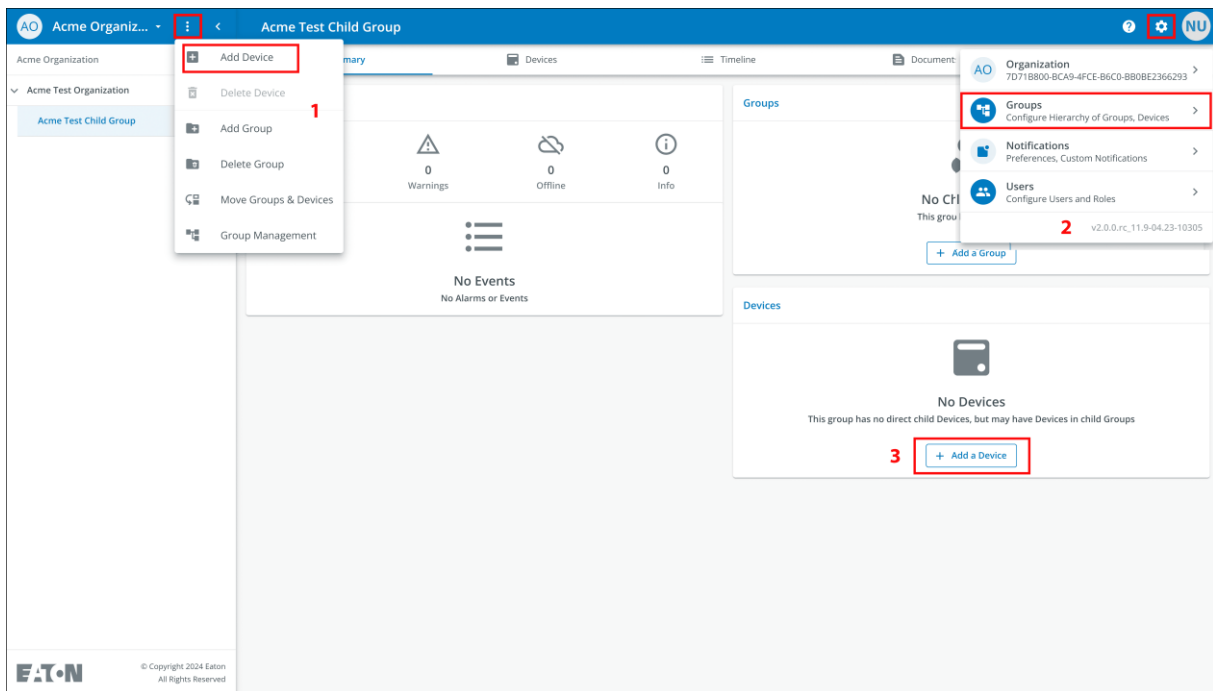 AO Acme Organiz...
Acme Test Child Group
NU
Acme Organization
Acme Test Organization
Acme Test Child Group
Add Device
Delete Device
1
Add Group
Delete Group
Move Groups & Devices
Group Management
mary
Devices
Timeline
Document
0
Warnings
0
Offline
0
Info
No Events
No Alarms or Events
Groups
No Ch
This grou
+ Add a Group
AO
Organization
7D71B800-BCA9-4FCE-B6C0-BB0BE2366293
Groups
Configure Hierarchy of Groups, Devices
Notifications
Preferences, Custom Notifications
Users
Configure Users and Roles
2
v2.0.0.rc_11.9-04.23-10305
Devices
No Devices
This group has no direct child Devices, but may have Devices in child Groups
3
+ Add a Device
EATON
© Copyright 2024 Eaton
All Rights Reserved